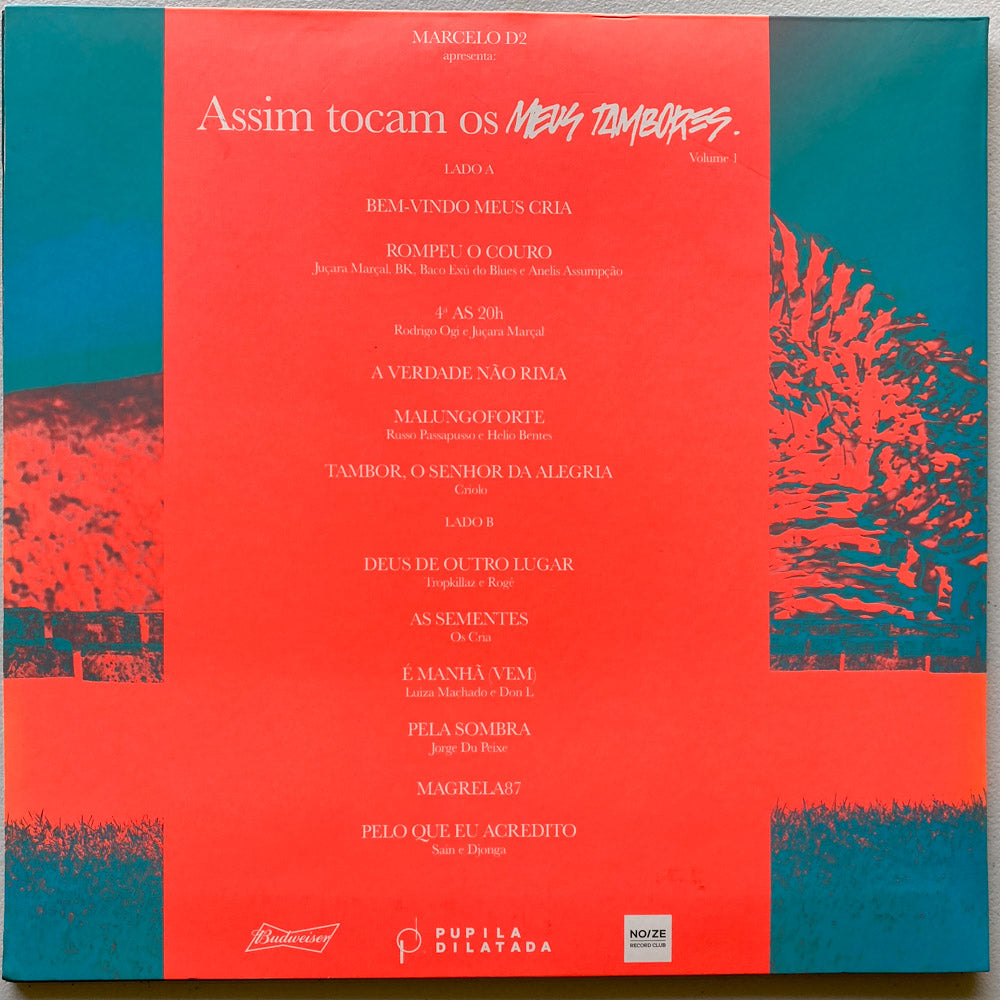 MARCELO D2
apresenta:
Assim tocam os MEUS TAMBORES.
Volume 1
LADO A
BEM-VINDO MEUS CRIA
ROMPEU O COURO
Juçara Marçal, BK, Baco Exú do Blues e Anelis Assumpção
4ª AS 20h
Rodrigo Ogi e Juçara Marçal
A VERDADE NÃO RIMA
MALUNGOFORTE
Russo Passapusso e Helio Bentes
TAMBOR, O SENHOR DA ALEGRIA
Criolo
LADO B
DEUS DE OUTRO LUGAR
Tropkillaz e Rogê
AS SEMENTES
Os Cria
É MANHÃ (VEM)
Luiza Machado e Don L
PELA SOMBRA
Jorge Du Peixe
MAGRELA87
PELO QUE EU ACREDITO
Sain e Djonga
Budweiser
PUPILA
DILATADA
NO/ZE
RECORD CLUB